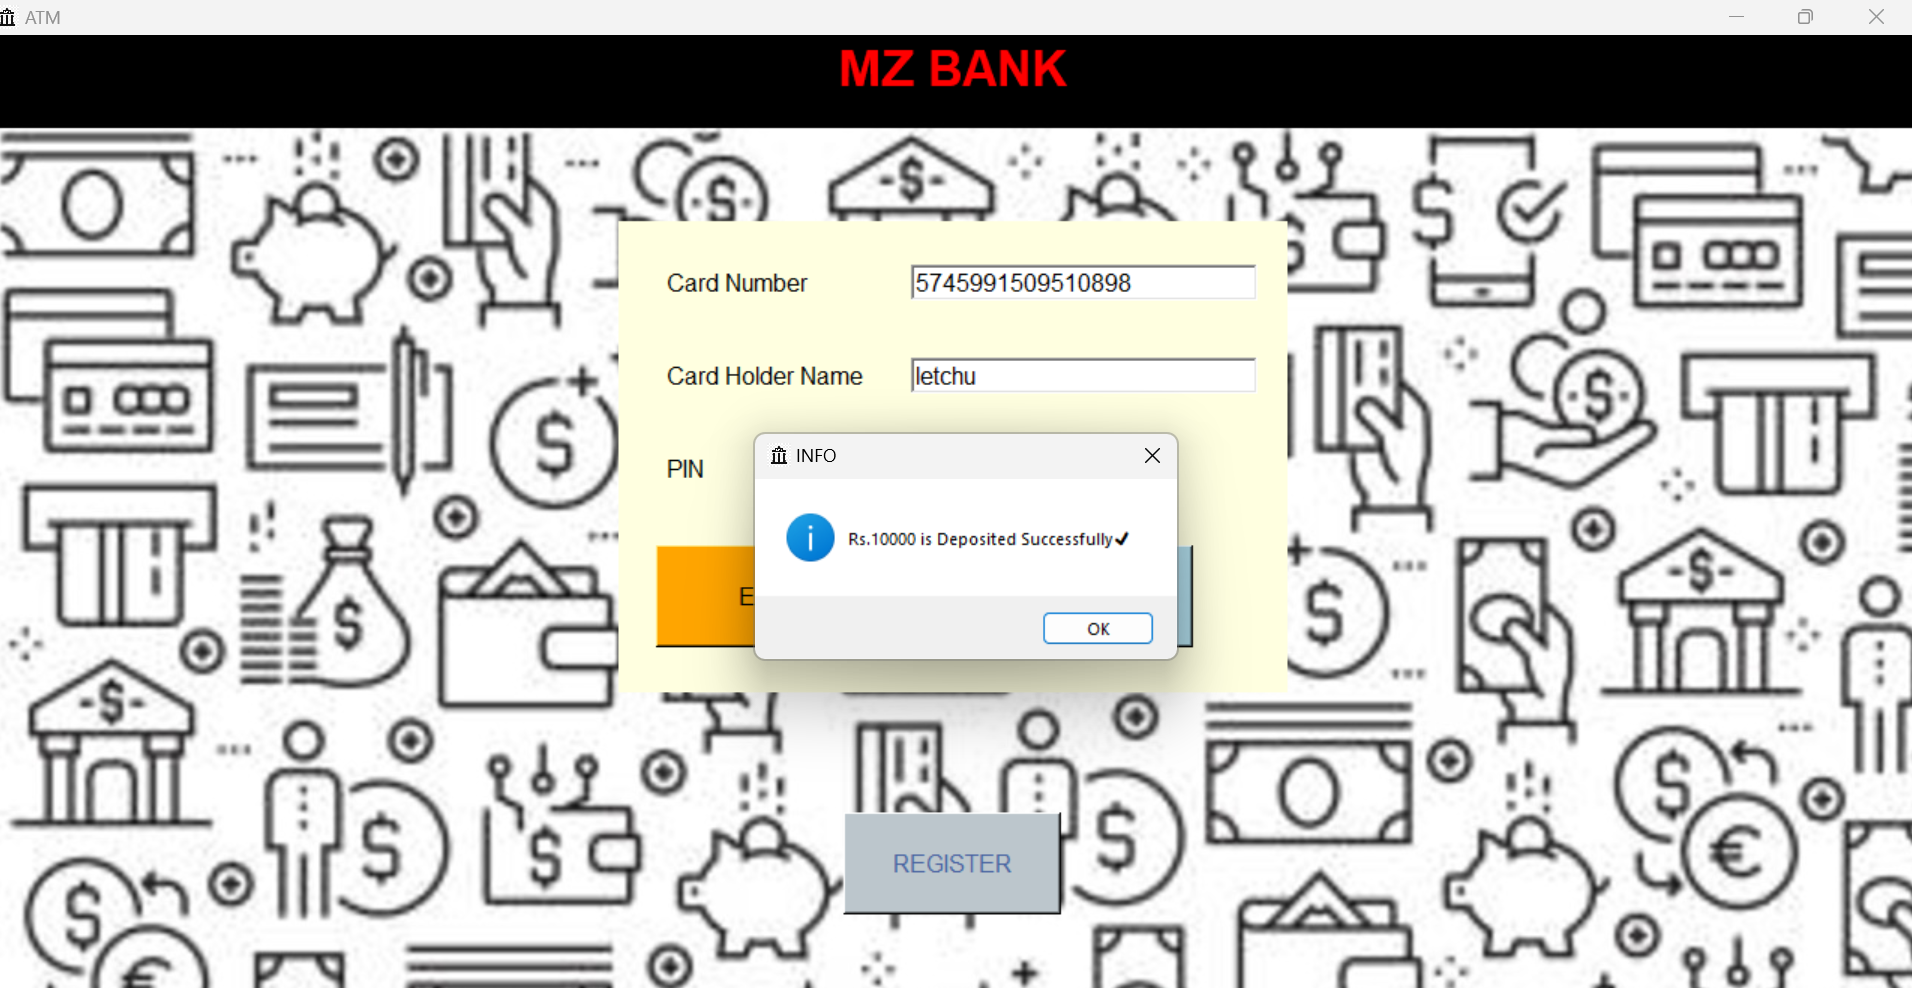 ATM
MZ BANK
Card Number 5745991509510898
Card Holder Name letchu
PIN
INFO
Rs.10000 is Deposited Successfully✔
E
OK
REGISTER